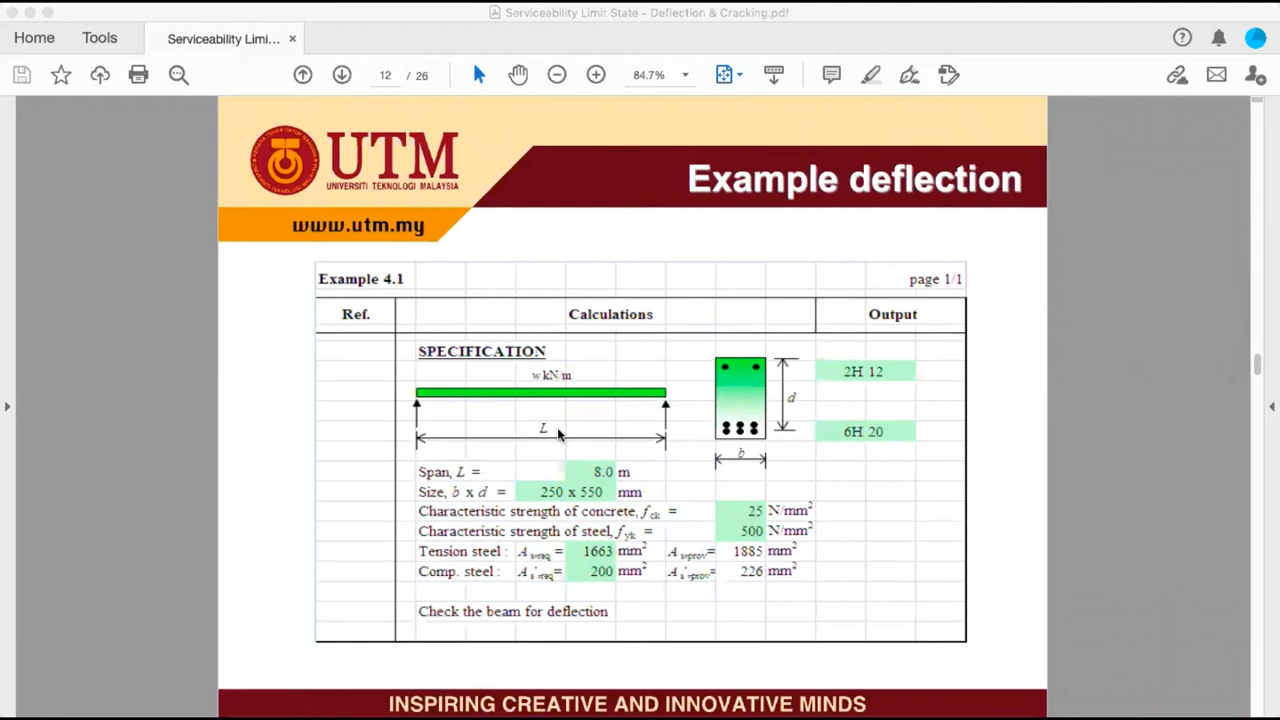 Serviceability Limit State - Deflection & Cracking.pdf
Home Tools Serviceability Limi... ×
12 / 26 84.7%
UTM
UNIVERSITI TEKNOLOGI MALAYSIA
Example deflection
www.utm.my
Example 4.1 page 1/1
Ref. Calculations Output
SPECIFICATION
w kN/m
2H 12
d
L
6H 20
b
Span, L = 8.0 m
Size, b x d = 250 x 550 mm
Characteristic strength of concrete, fck = 25 N/mm²
Characteristic strength of steel, fyk = 500 N/mm²
Tension steel : As,req = 1663 mm² As,prov = 1885 mm²
Comp. steel : As',req = 200 mm² As',prov = 226 mm²
Check the beam for deflection
INSPIRING CREATIVE AND INNOVATIVE MINDS